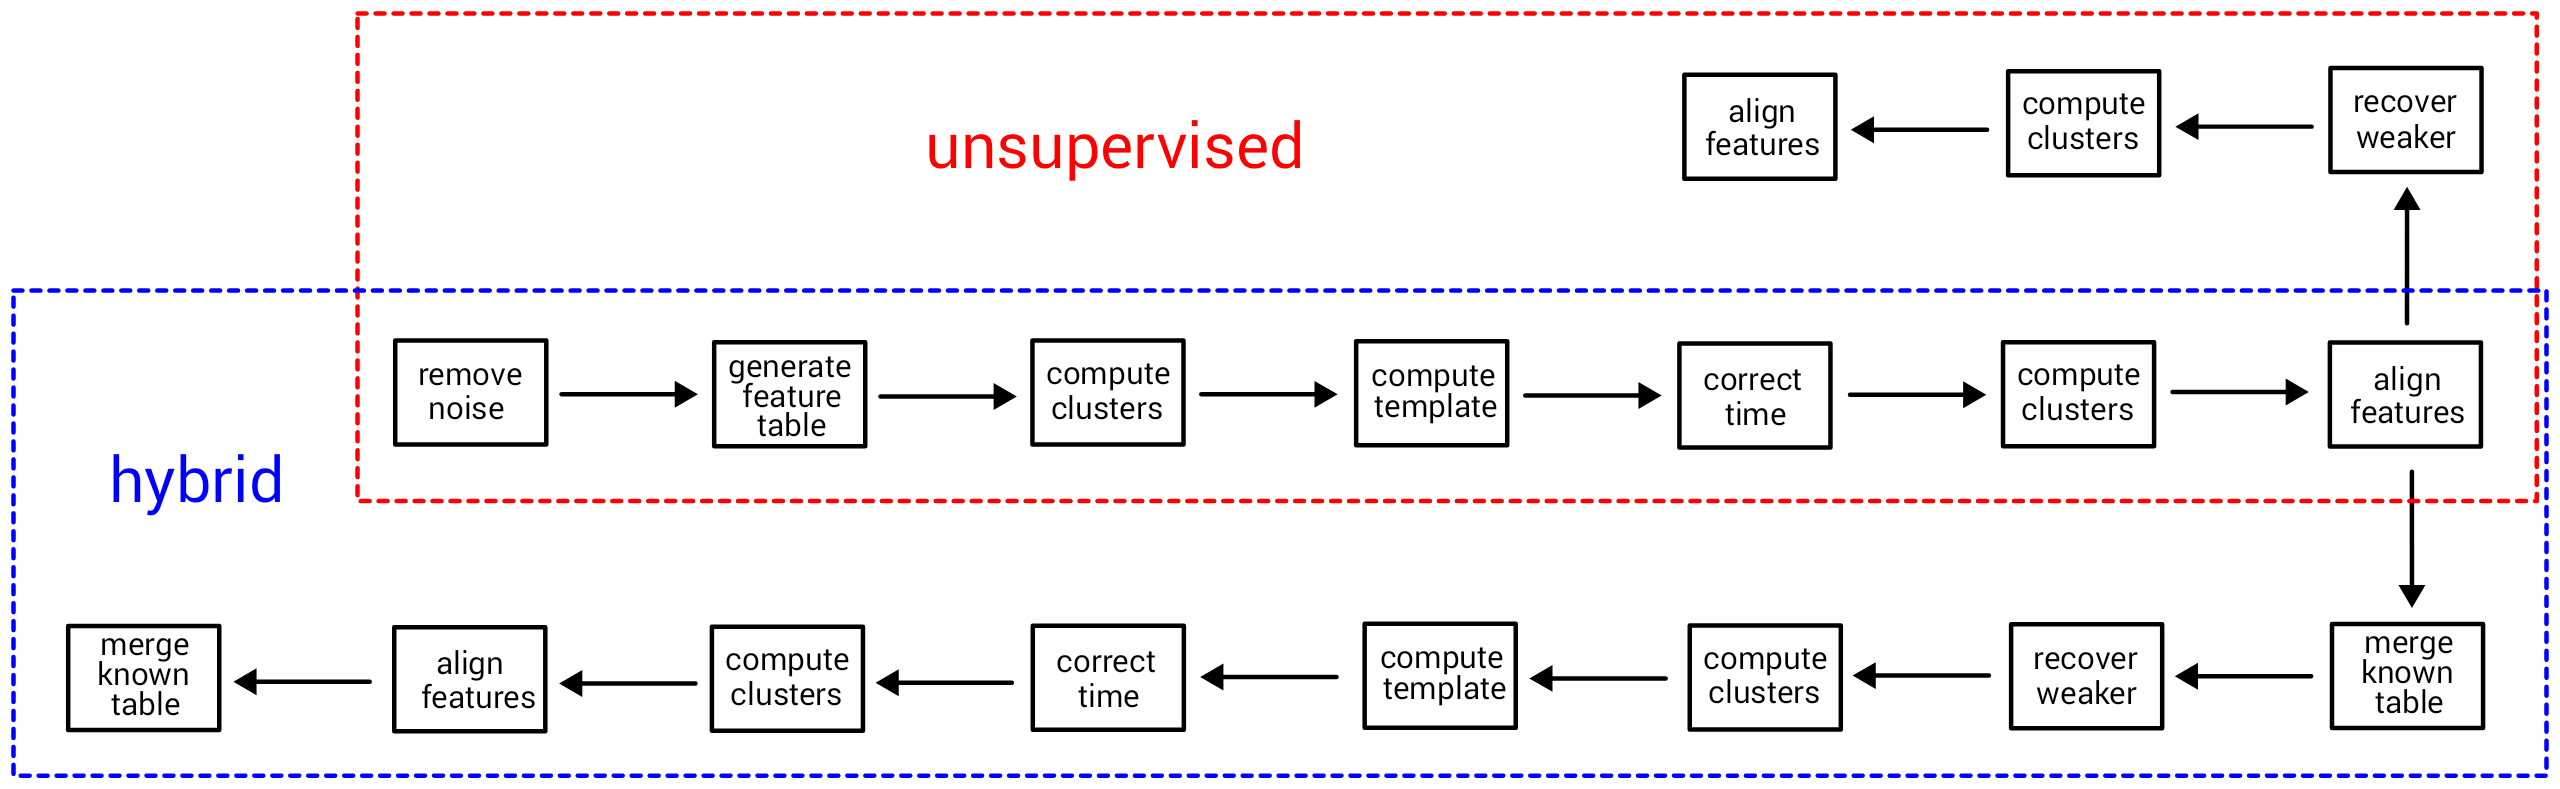 unsupervised
align
features
compute
clusters
recover
weaker
remove
noise
generate
feature
table
compute
clusters
compute
template
correct
time
compute
clusters
align
features
hybrid
merge
known
table
align
features
compute
clusters
correct
time
compute
template
compute
clusters
recover
weaker
merge
known
table